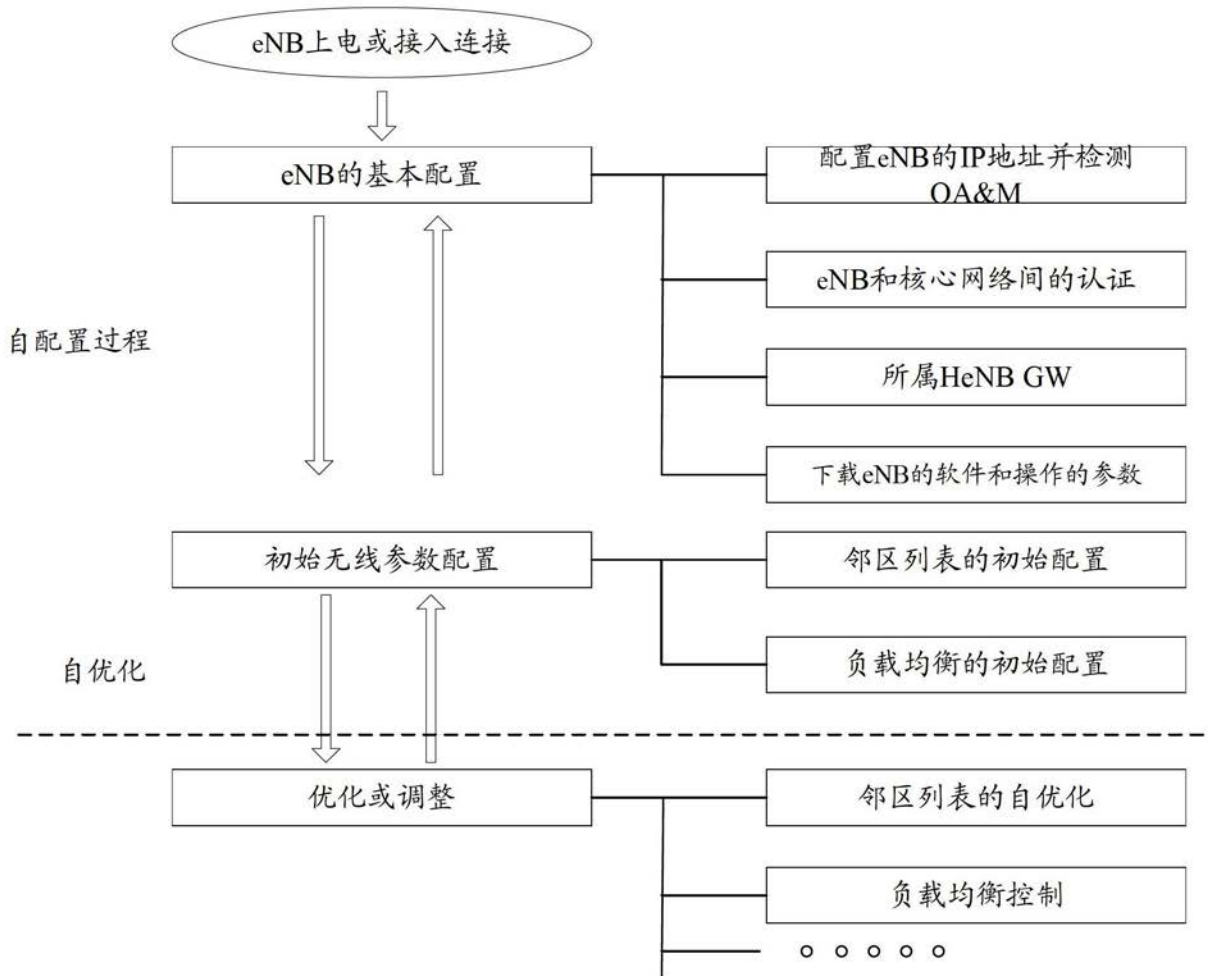 eNB上电或接入连接
eNB的基本配置
配置eNB的IP地址并检测
OA&M
eNB和核心网络间的认证
自配置过程
所属HeNB GW
下载eNB的软件和操作的参数
初始无线参数配置
邻区列表的初始配置
自优化
负载均衡的初始配置
优化或调整
邻区列表的自优化
负载均衡控制